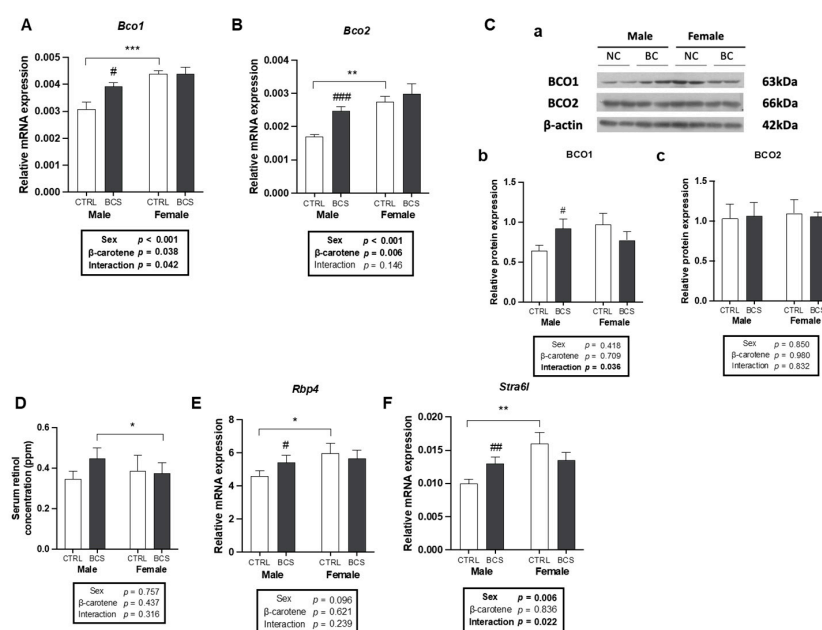 A
Bco1
Relative mRNA expression
0.005
0.004
0.003
0.002
0.001
0.000
***
#
CTRL BCS CTRL BCS
Male Female
Sex p < 0.001
β-carotene p = 0.038
Interaction p = 0.042
B
Bco2
Relative mRNA expression
0.004
0.003
0.002
0.001
0.000
**
###
CTRL BCS CTRL BCS
Male Female
Sex p < 0.001
β-carotene p = 0.006
Interaction p = 0.146
C
a
Male Female
NC BC NC BC
BCO1 63kDa
BCO2 66kDa
β-actin 42kDa
b
BCO1
Relative protein expression
1.5
1.0
0.5
0.0
#
CTRL BCS CTRL BCS
Male Female
Sex p = 0.418
β-carotene p = 0.709
Interaction p = 0.036
c
BCO2
Relative protein expression
1.5
1.0
0.5
0.0
CTRL BCS CTRL BCS
Male Female
Sex p = 0.850
β-carotene p = 0.980
Interaction p = 0.832
D
Serum retinol
concentration (ppm)
0.6
0.4
0.2
0.0
*
CTRL BCS CTRL BCS
Male Female
Sex p = 0.757
β-carotene p = 0.437
Interaction p = 0.316
E
Rbp4
Relative mRNA expression
8
6
4
2
0
*
#
CTRL BCS CTRL BCS
Male Female
Sex p = 0.096
β-carotene p = 0.621
Interaction p = 0.239
F
Stra6l
Relative mRNA expression
0.020
0.015
0.010
0.005
0.000
**
##
CTRL BCS CTRL BCS
Male Female
Sex p = 0.006
β-carotene p = 0.836
Interaction p = 0.022